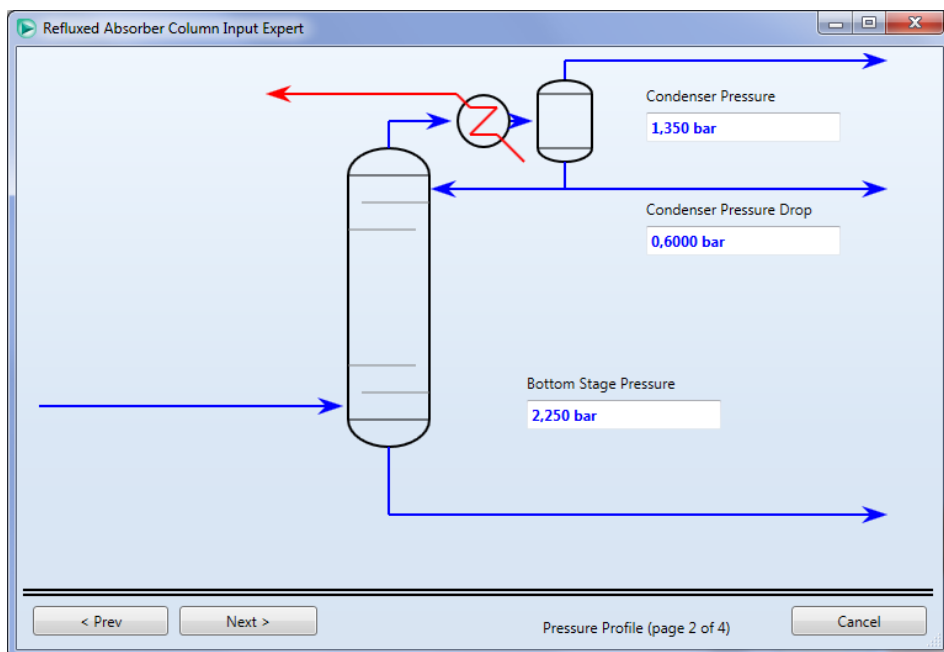 Refluxed Absorber Column Input Expert
Condenser Pressure
1,350 bar
Condenser Pressure Drop
0,6000 bar
Bottom Stage Pressure
2,250 bar
< Prev
Next >
Pressure Profile (page 2 of 4)
Cancel